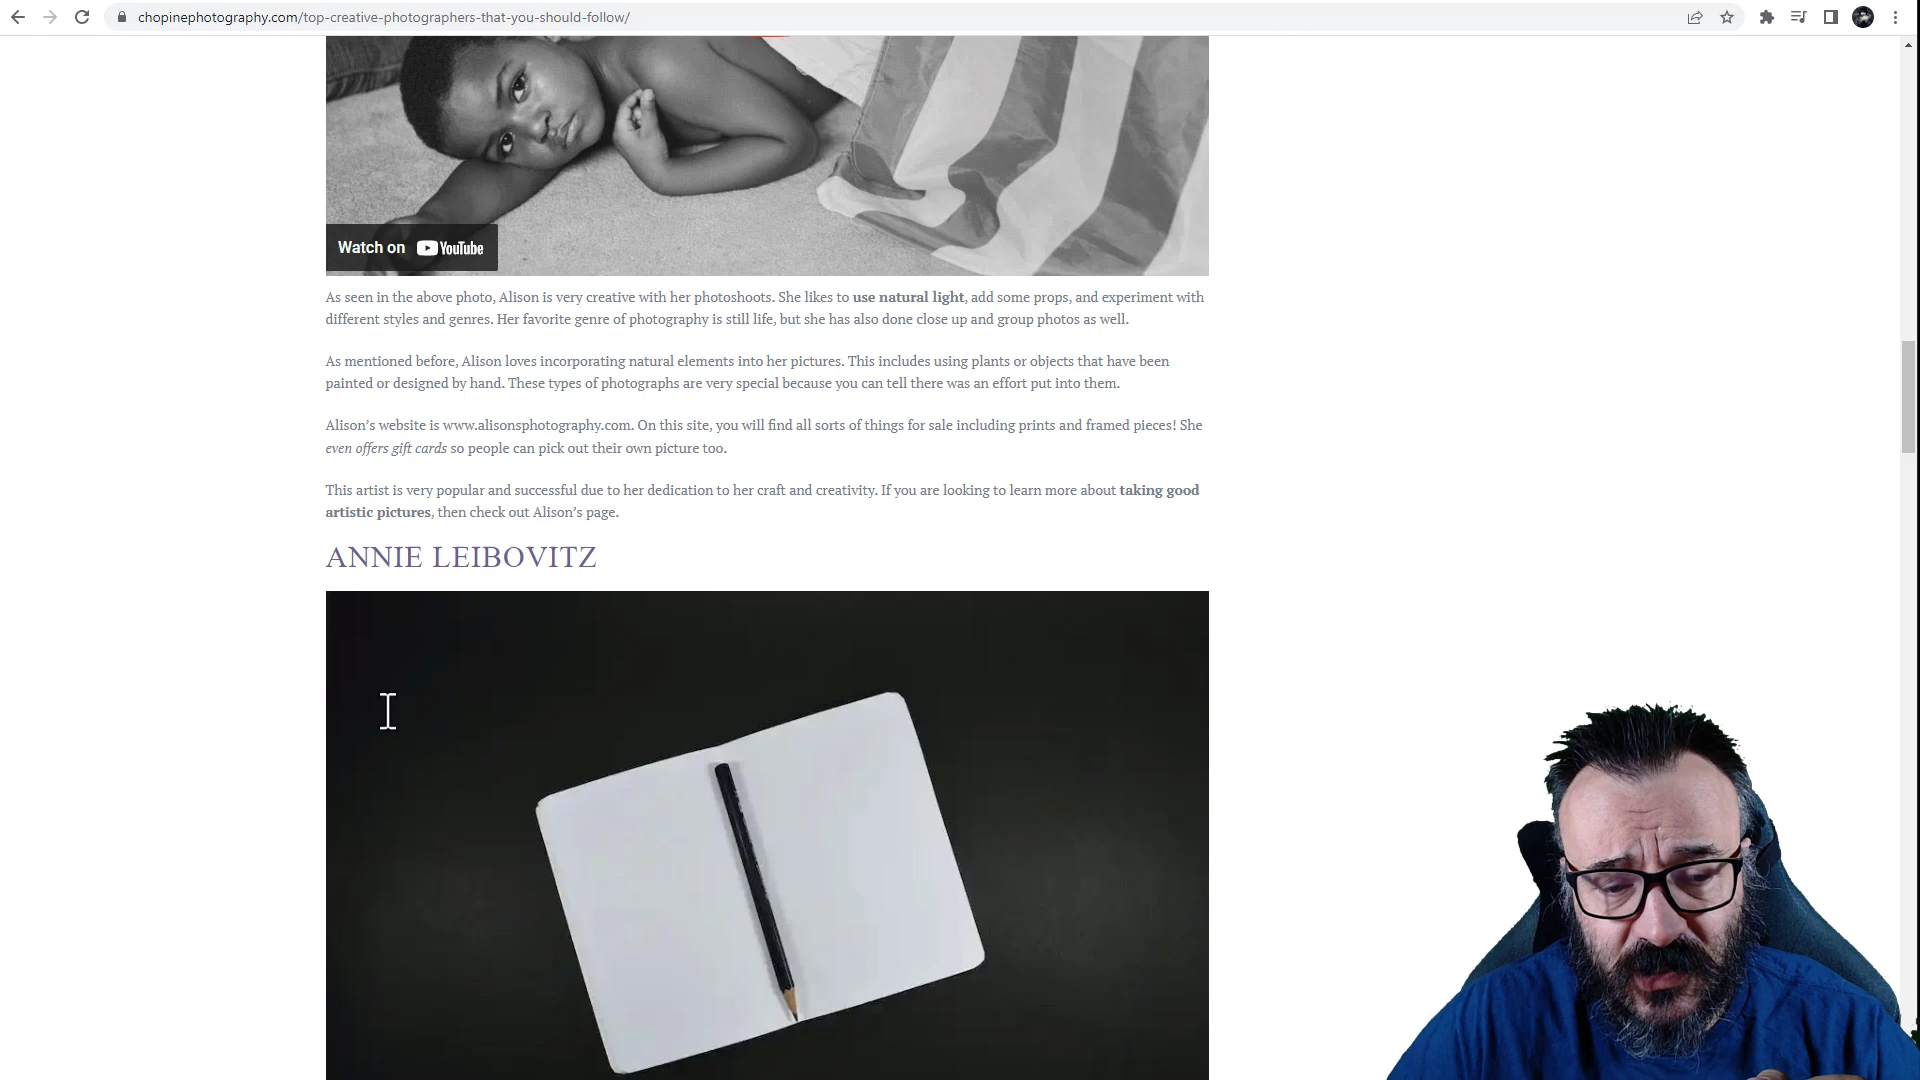 chopinephotography.com/top-creative-photographers-that-you-should-follow/
Watch on YouTube
As seen in the above photo, Alison is very creative with her photoshoots. She likes to use natural light, add some props, and experiment with
different styles and genres. Her favorite genre of photography is still life, but she has also done close up and group photos as well.
As mentioned before, Alison loves incorporating natural elements into her pictures. This includes using plants or objects that have been
painted or designed by hand. These types of photographs are very special because you can tell there was an effort put into them.
Alison’s website is www.alisonsphotography.com. On this site, you will find all sorts of things for sale including prints and framed pieces! She
even offers gift cards so people can pick out their own picture too.
This artist is very popular and successful due to her dedication to her craft and creativity. If you are looking to learn more about taking good
artistic pictures, then check out Alison’s page.
ANNIE LEIBOVITZ